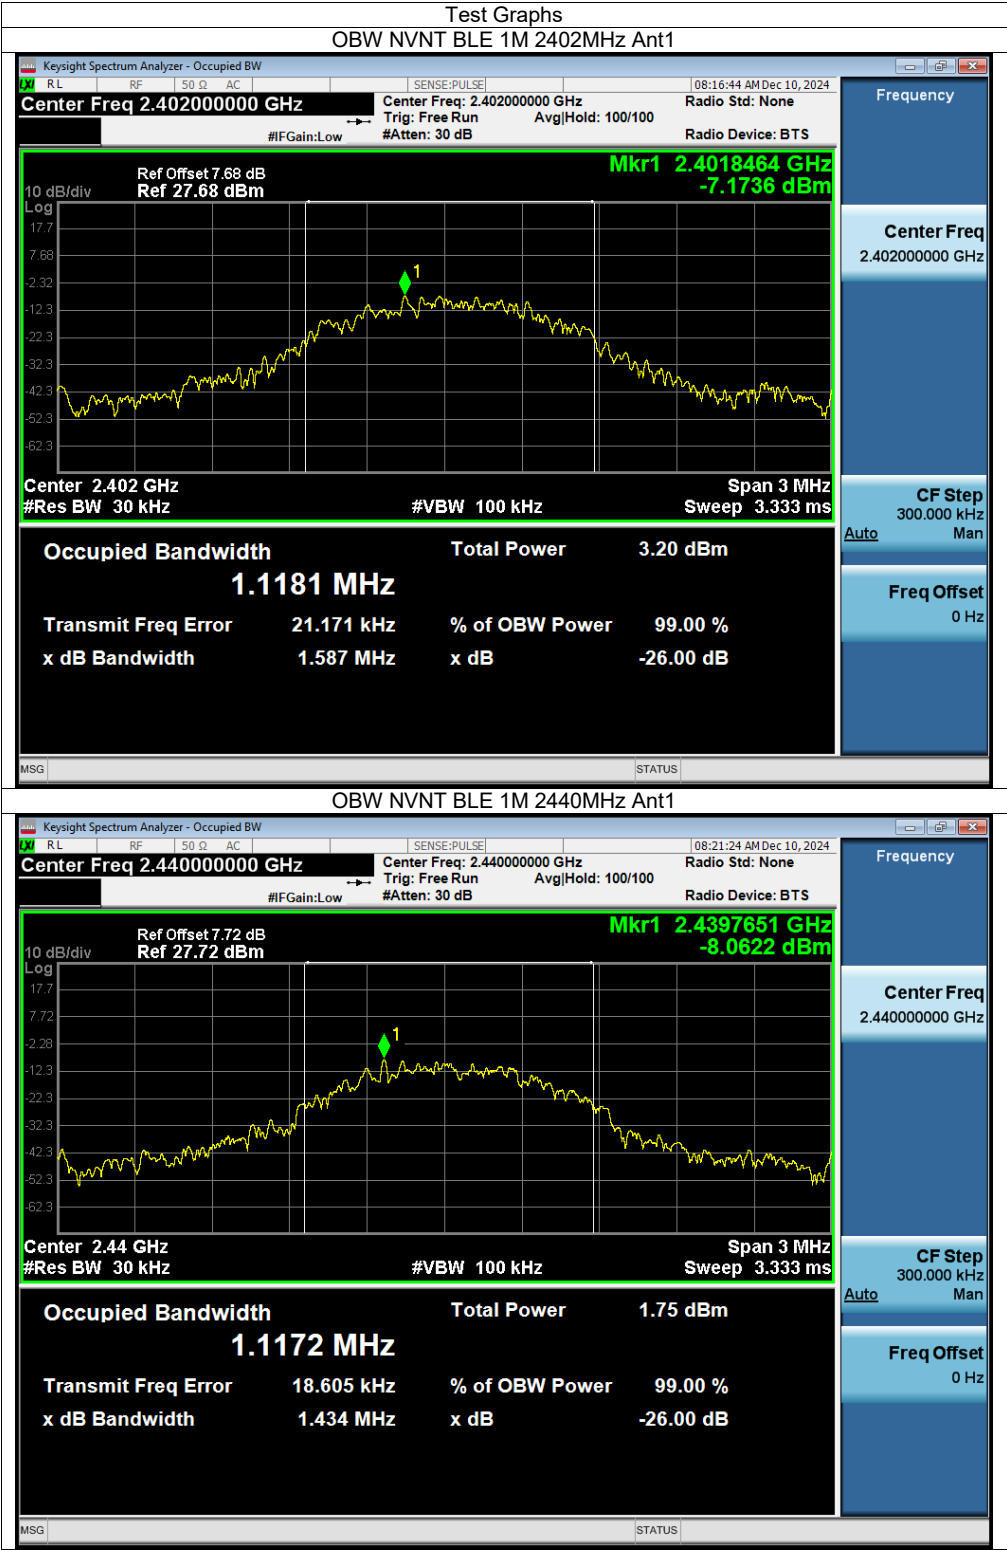 Test Graphs
OBW NVNT BLE 1M 2402MHz Ant1
Keysight Spectrum Analyzer - Occupied BW
LXI RL RF 50 Ω AC SENSE:PULSE 08:16:44 AM Dec 10, 2024
Center Freq 2.402000000 GHz Center Freq: 2.402000000 GHz Radio Std: None Frequency
Trig: Free Run Avg|Hold: 100/100
#IFGain:Low #Atten: 30 dB Radio Device: BTS
Mkr1 2.4018464 GHz
Ref Offset 7.68 dB
10 dB/div Ref 27.68 dBm -7.1736 dBm
Log
17.7
7.68
-2.32
-12.3
-22.3
-32.3
-42.3
-52.3
-62.3
1
Center Freq
2.402000000 GHz
Center 2.402 GHz Span 3 MHz
#Res BW 30 kHz #VBW 100 kHz Sweep 3.333 ms
CF Step
300.000 kHz
Auto Man
Occupied Bandwidth Total Power 3.20 dBm
1.1181 MHz
Freq Offset
0 Hz
Transmit Freq Error 21.171 kHz % of OBW Power 99.00 %
x dB Bandwidth 1.587 MHz x dB -26.00 dB
MSG STATUS
OBW NVNT BLE 1M 2440MHz Ant1
Keysight Spectrum Analyzer - Occupied BW
LXI RL RF 50 Ω AC SENSE:PULSE 08:21:24 AM Dec 10, 2024
Center Freq 2.440000000 GHz Center Freq: 2.440000000 GHz Radio Std: None Frequency
Trig: Free Run Avg|Hold: 100/100
#IFGain:Low #Atten: 30 dB Radio Device: BTS
Mkr1 2.4397651 GHz
Ref Offset 7.72 dB
10 dB/div Ref 27.72 dBm -8.0622 dBm
Log
17.7
7.72
-2.28
-12.3
-22.3
-32.3
-42.3
-52.3
-62.3
1
Center Freq
2.440000000 GHz
Center 2.44 GHz Span 3 MHz
#Res BW 30 kHz #VBW 100 kHz Sweep 3.333 ms
CF Step
300.000 kHz
Auto Man
Occupied Bandwidth Total Power 1.75 dBm
1.1172 MHz
Freq Offset
0 Hz
Transmit Freq Error 18.605 kHz % of OBW Power 99.00 %
x dB Bandwidth 1.434 MHz x dB -26.00 dB
MSG STATUS